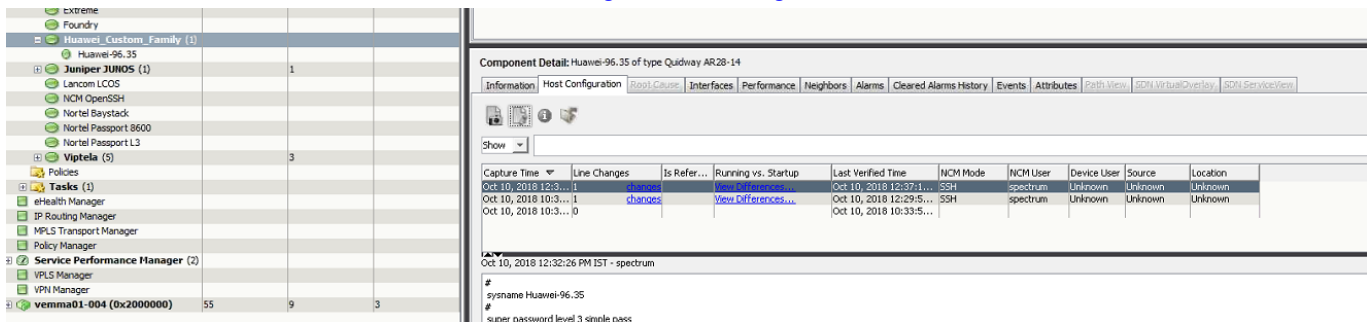 Extreme
Foundry
Huawei_Custom_Family (1)
Huawei-96.35
Juniper JUNOS (1) 1
Lancom LCOS
NCM OpenSSH
Nortel Baystack
Nortel Passport 8600
Nortel Passport L3
Viptela (5) 3
Policies
Tasks (1)
eHealth Manager
IP Routing Manager
MPLS Transport Manager
Policy Manager
Service Performance Manager (2)
VPLS Manager
VPN Manager
vemma01-004 (0x2000000) 55 9 3
Component Detail: Huawei-96.35 of type Quidway AR28-14
Information Host Configuration Root Cause Interfaces Performance Neighbors Alarms Cleared Alarms History Events Attributes Path View SDN VirtualOverlay SDN ServiceView
Show
Capture Time Line Changes Is Refer... Running vs. Startup Last Verified Time NCM Mode NCM User Device User Source Location
Oct 10, 2018 12:3... 1 changes View Differences... Oct 10, 2018 12:37:1... SSH spectrum Unknown Unknown Unknown
Oct 10, 2018 10:3... 1 changes View Differences... Oct 10, 2018 12:29:5... SSH spectrum Unknown Unknown Unknown
Oct 10, 2018 10:3... 0 Oct 10, 2018 10:33:5...
Oct 10, 2018 12:32:26 PM IST - spectrum
#
sysname Huawei-96.35
#
super password level 3 simple pass